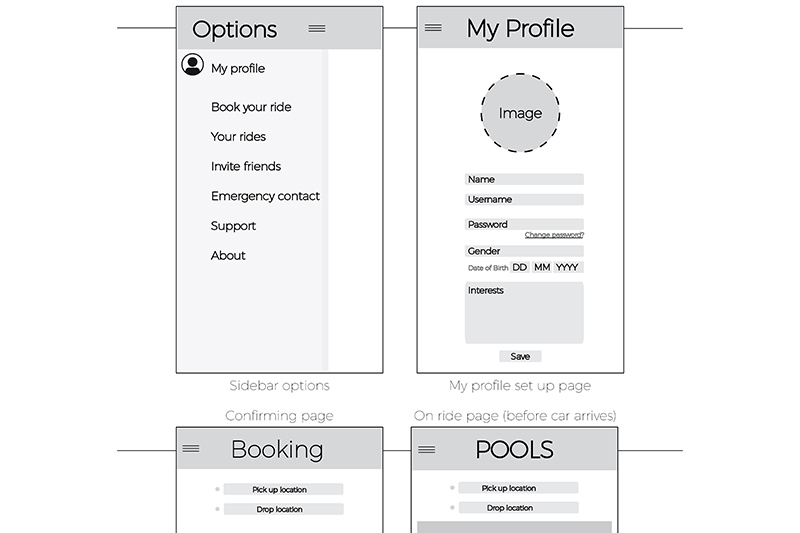 Options
My profile
Book your ride
Your rides
Invite friends
Emergency contact
Support
About
Sidebar options
My Profile
Image
Name
Username
Password
Change password?
Gender
Date of Birth DD MM YYYY
Interests
Save
My profile set up page
Confirming page
Booking
Pick up location
Drop location
On ride page (before car arrives)
POOLS
Pick up location
Drop location